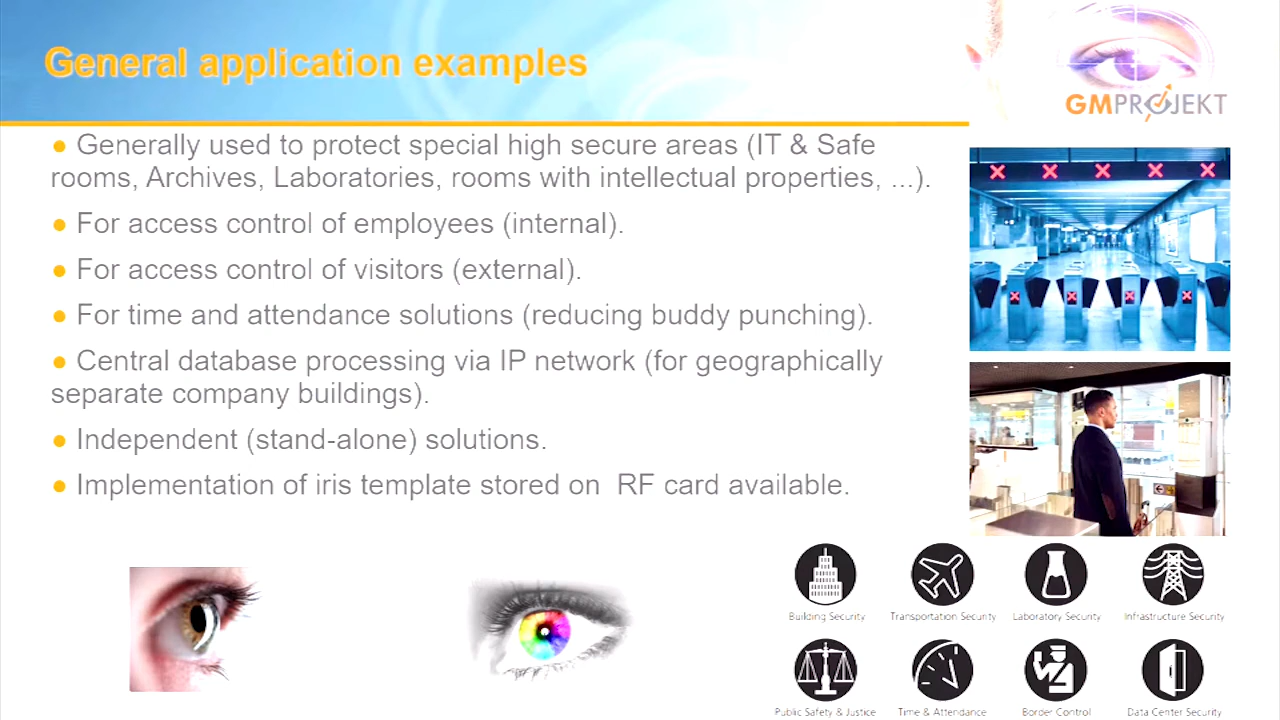 General application examples
GMPROJEKT
● Generally used to protect special high secure areas (IT & Safe
rooms, Archives, Laboratories, rooms with intellectual properties, ...).
● For access control of employees (internal).
● For access control of visitors (external).
● For time and attendance solutions (reducing buddy punching).
● Central database processing via IP network (for geographically
separate company buildings).
● Independent (stand-alone) solutions.
● Implementation of iris template stored on  RF card available.
Building Security
Transportation Security
Laboratory Security
Infrastructure Security
Public Safety & Justice
Time & Attendance
Border Control
Data Center Security